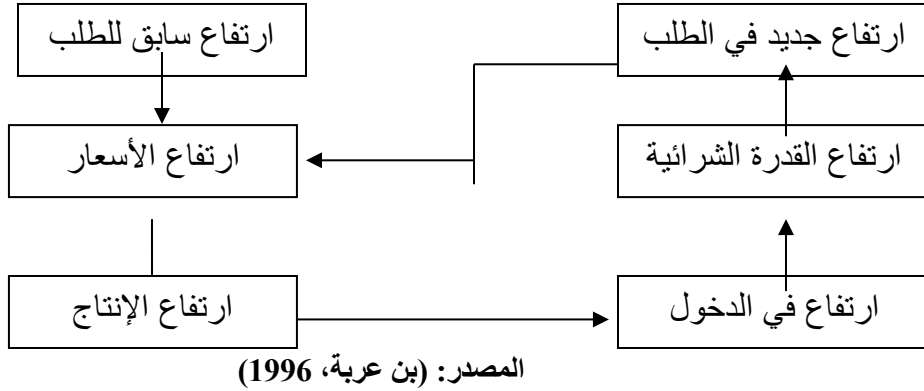 ارتفاع جديد في الطلب
ارتفاع سابق للطلب
ارتفاع القدرة الشرائية
ارتفاع الأسعار
ارتفاع في الدخول
ارتفاع الإنتاج
المصدر: (بن عربة، 1996)